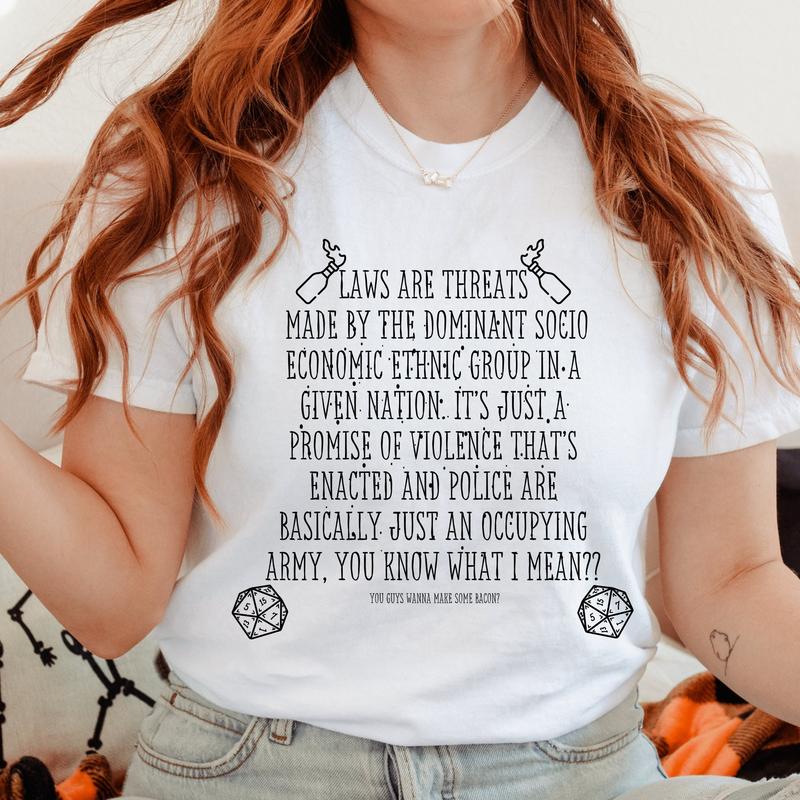 LAWS ARE THREATS
MADE BY THE DOMINANT SOCIO
ECONOMIC ETHNIC GROUP IN A
GIVEN NATION. IT'S JUST A
PROMISE OF VIOLENCE THAT'S
ENACTED AND POLICE ARE
BASICALLY JUST AN OCCUPYING
ARMY, YOU KNOW WHAT I MEAN??
YOU GUYS WANNA MAKE SOME BACON?